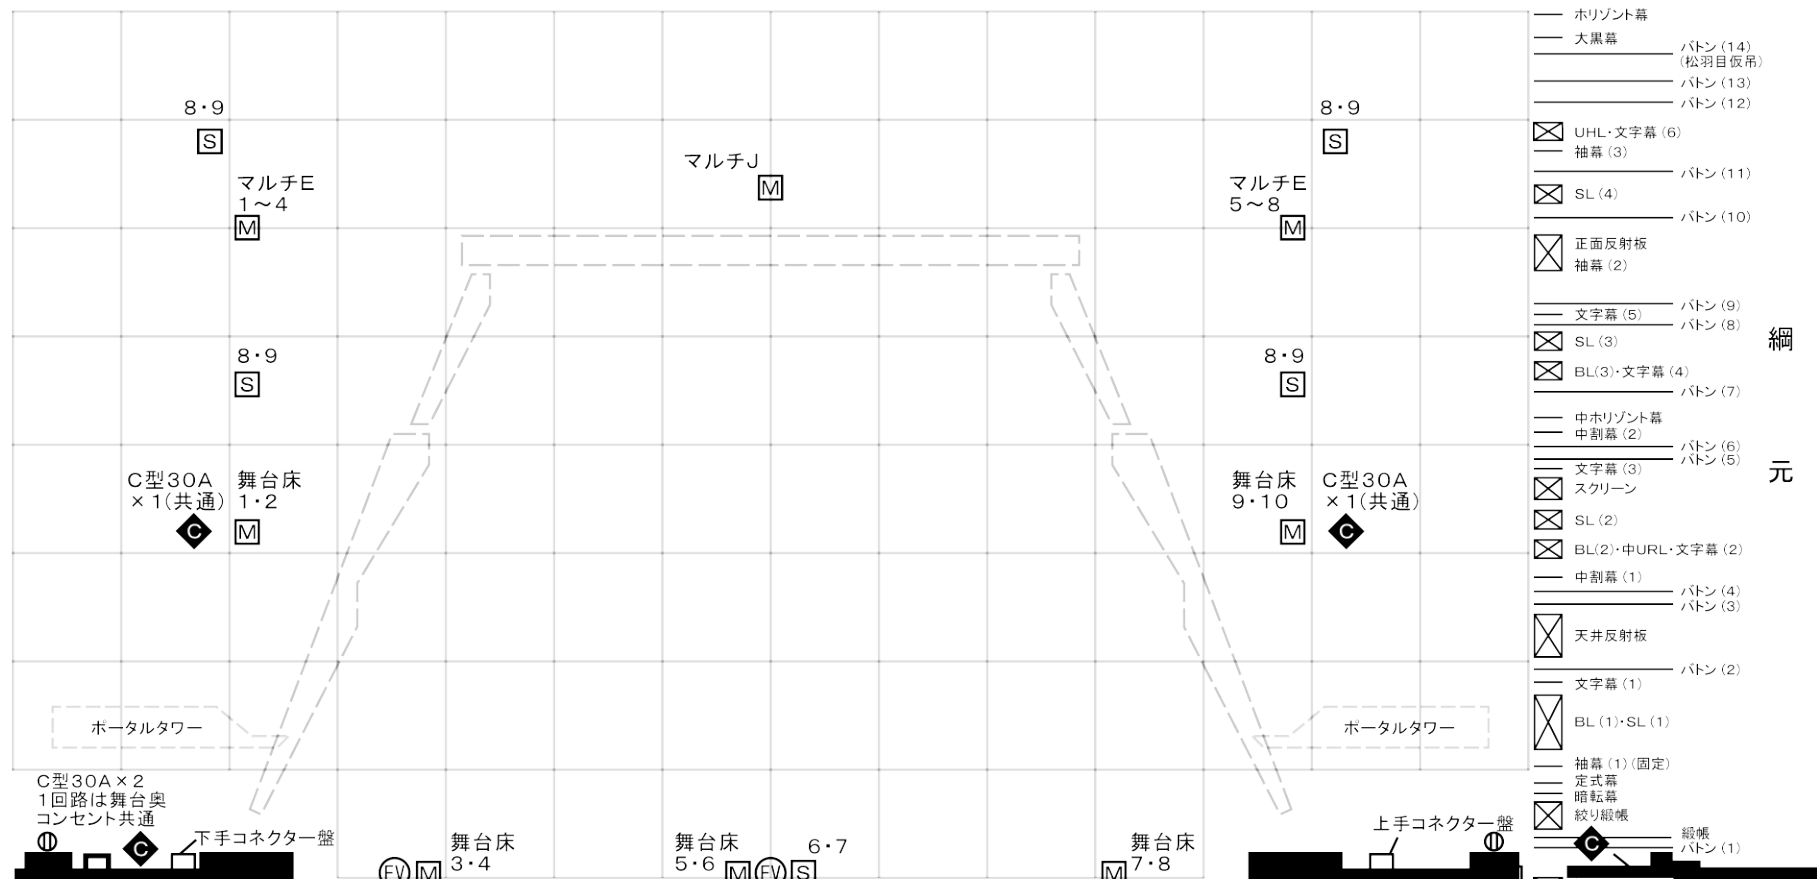 8・9
S
マルチE
1〜4
M
マルチJ
M
8・9
S
マルチE
5〜8
M
8・9
S
8・9
S
C型30A
×1(共通)
C
舞台床
1・2
M
舞台床
9・10
M
C型30A
×1(共通)
C
ポータルタワー
ポータルタワー
C型30A×2
1回路は舞台奥
コンセント共通
C
下手コネクター盤
舞台床
3・4
EV
M
舞台床
5・6
M
EV
6・7
S
舞台床
7・8
M
上手コネクター盤
C
ホリゾント幕
大黒幕
バトン(14)
(松羽目仮吊)
バトン(13)
バトン(12)
UHL・文字幕(6)
袖幕(3)
バトン(11)
SL(4)
バトン(10)
正面反射板
袖幕(2)
バトン(9)
文字幕(5)
バトン(8)
SL(3)
BL(3)・文字幕(4)
バトン(7)
中ホリゾント幕
中割幕(2)
バトン(6)
バトン(5)
文字幕(3)
スクリーン
SL(2)
BL(2)・中URL・文字幕(2)
中割幕(1)
バトン(4)
バトン(3)
天井反射板
バトン(2)
文字幕(1)
BL(1)・SL(1)
袖幕(1)(固定)
定式幕
暗転幕
絞り緞帳
緞帳
バトン(1)
綱
元